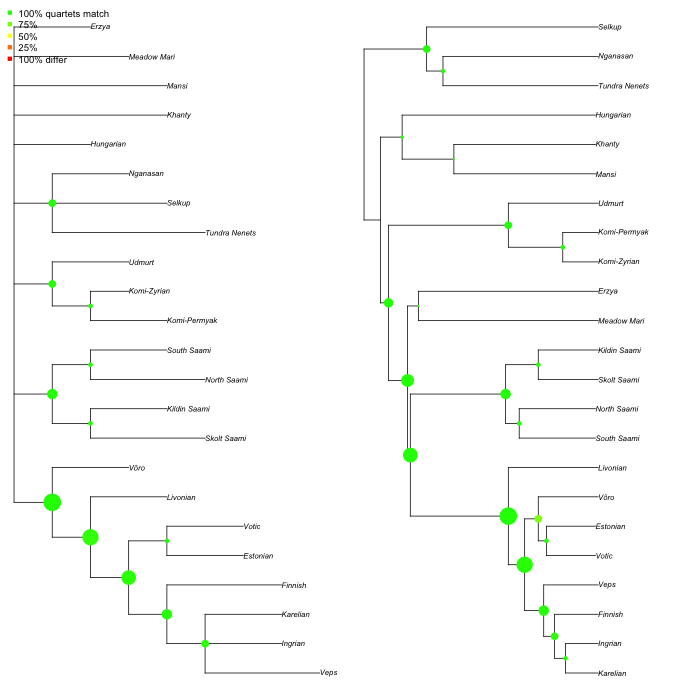 100% quartets match
75%
50%
25%
100% differ
Erzya
Meadow Mari
Mansi
Khanty
Hungarian
Nganasan
Selkup
Tundra Nenets
Udmurt
Komi-Zyrian
Komi-Permyak
South Saami
North Saami
Kildin Saami
Skolt Saami
Võro
Livonian
Votic
Estonian
Finnish
Karelian
Ingrian
Veps
Selkup
Nganasan
Tundra Nenets
Hungarian
Khanty
Mansi
Udmurt
Komi-Permyak
Komi-Zyrian
Erzya
Meadow Mari
Kildin Saami
Skolt Saami
North Saami
South Saami
Livonian
Võro
Estonian
Votic
Veps
Finnish
Ingrian
Karelian